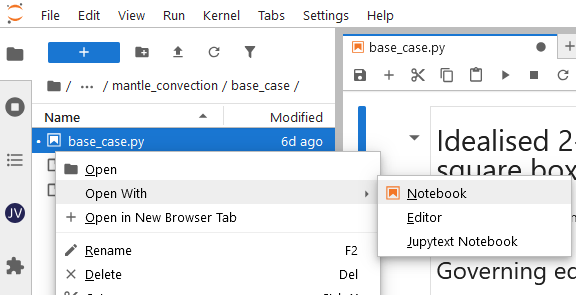 File Edit View Run Kernel Tabs Settings Help
+
/ ... / mantle_convection / base_case /
Name Modified
base_case.py 6d ago
Open
Open With
Open in New Browser Tab
Rename F2
Delete Del
Notebook
Editor
Jupytext Notebook
base_case.py
Idealised 2-
square box
Governing eq
JV